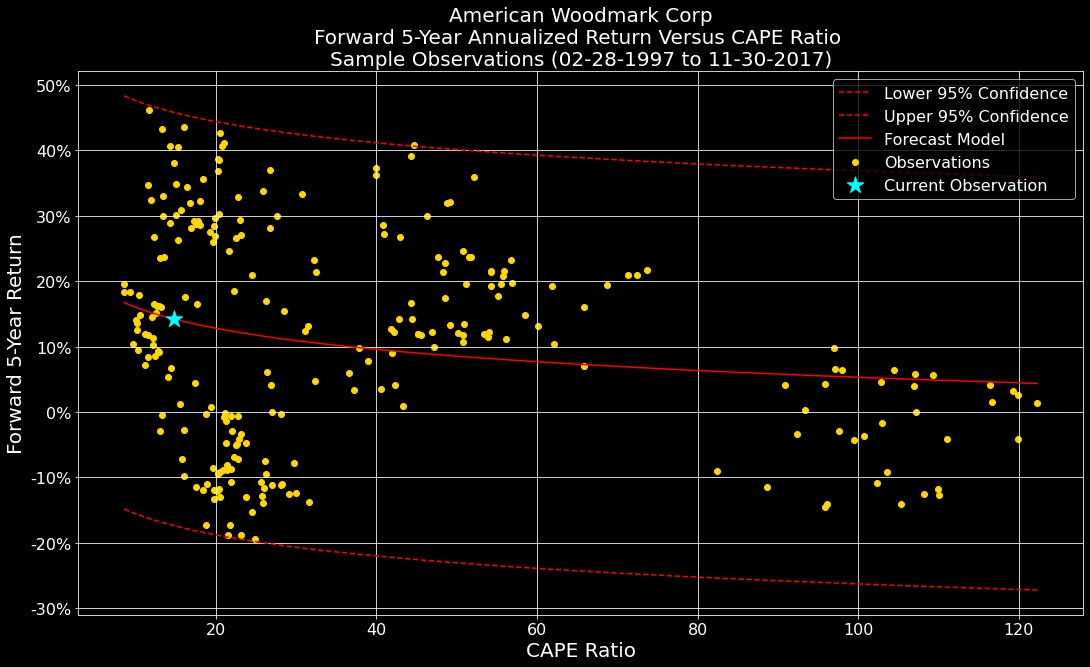 American Woodmark Corp
Forward 5-Year Annualized Return Versus CAPE Ratio
Sample Observations (02-28-1997 to 11-30-2017)
Lower 95% Confidence
Upper 95% Confidence
Forecast Model
Observations
Current Observation
Forward 5-Year Return
50%
40%
30%
20%
10%
0%
-10%
-20%
-30%
20 40 60 80 100 120
CAPE Ratio